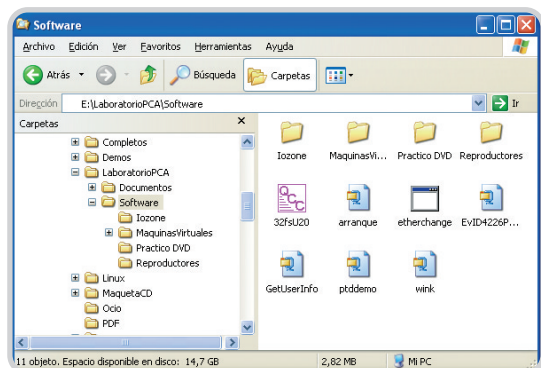 Software
Archivo Edición Ver Favoritos Herramientas Ayuda
Atrás Búsqueda Carpetas
Dirección E:\LaboratorioPCA\Software Ir
Carpetas
Completos
Demos
LaboratorioPCA
Documentos
Software
Iozone
MaquinasVirtuales
Practico DVD
Reproductores
Linux
MaquetaCD
Ocio
PDF
Iozone MaquinasVi... Practico DVD Reproductores
QCC
32fsU20 arranque etherchange EvID4226P...
GetUserInfo ptddemo wink
11 objeto. Espacio disponible en disco: 14,7 GB 2,82 MB Mi PC